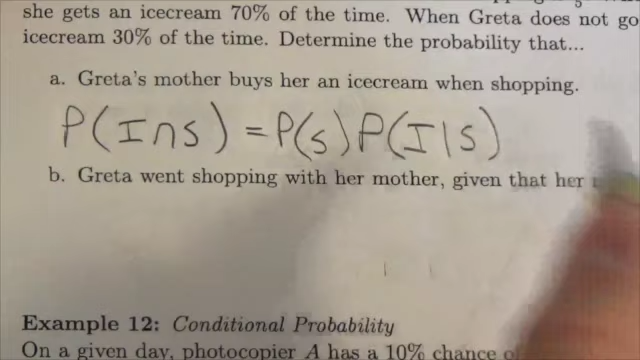 she gets an icecream 70% of the time. When Greta does not go
icecream 30% of the time. Determine the probability that...
a. Greta's mother buys her an icecream when shopping.
P(I∩S) = P(S)P(I|S)
b. Greta went shopping with her mother, given that her
Example 12: Conditional Probability
On a given day, photocopier A has a 10% chance of